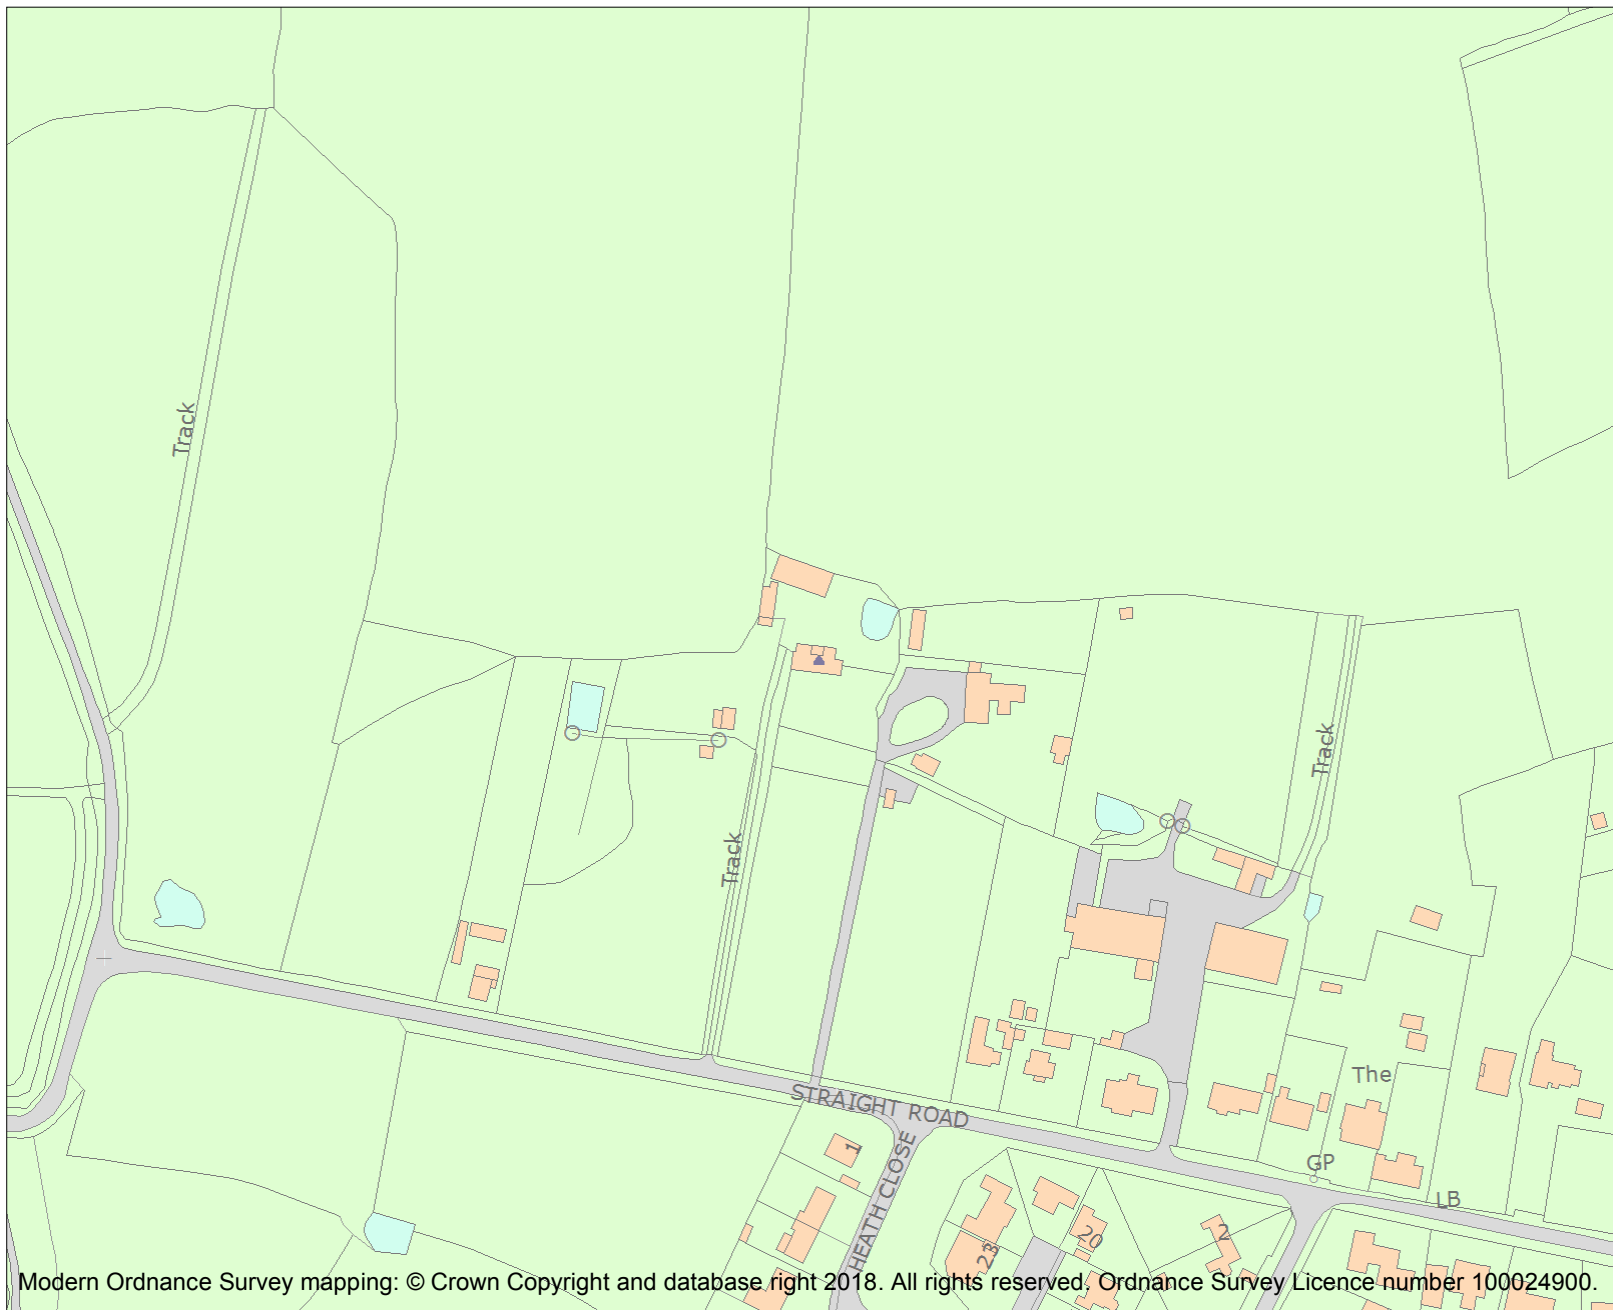 Track
Track
Track
The
STRAIGHT ROAD
1
HEATH CLOSE
GP
LB
2
20
Modern Ordnance Survey mapping: © Crown Copyright and database right 2018. All rights reserved. Ordnance Survey Licence number 100024900.